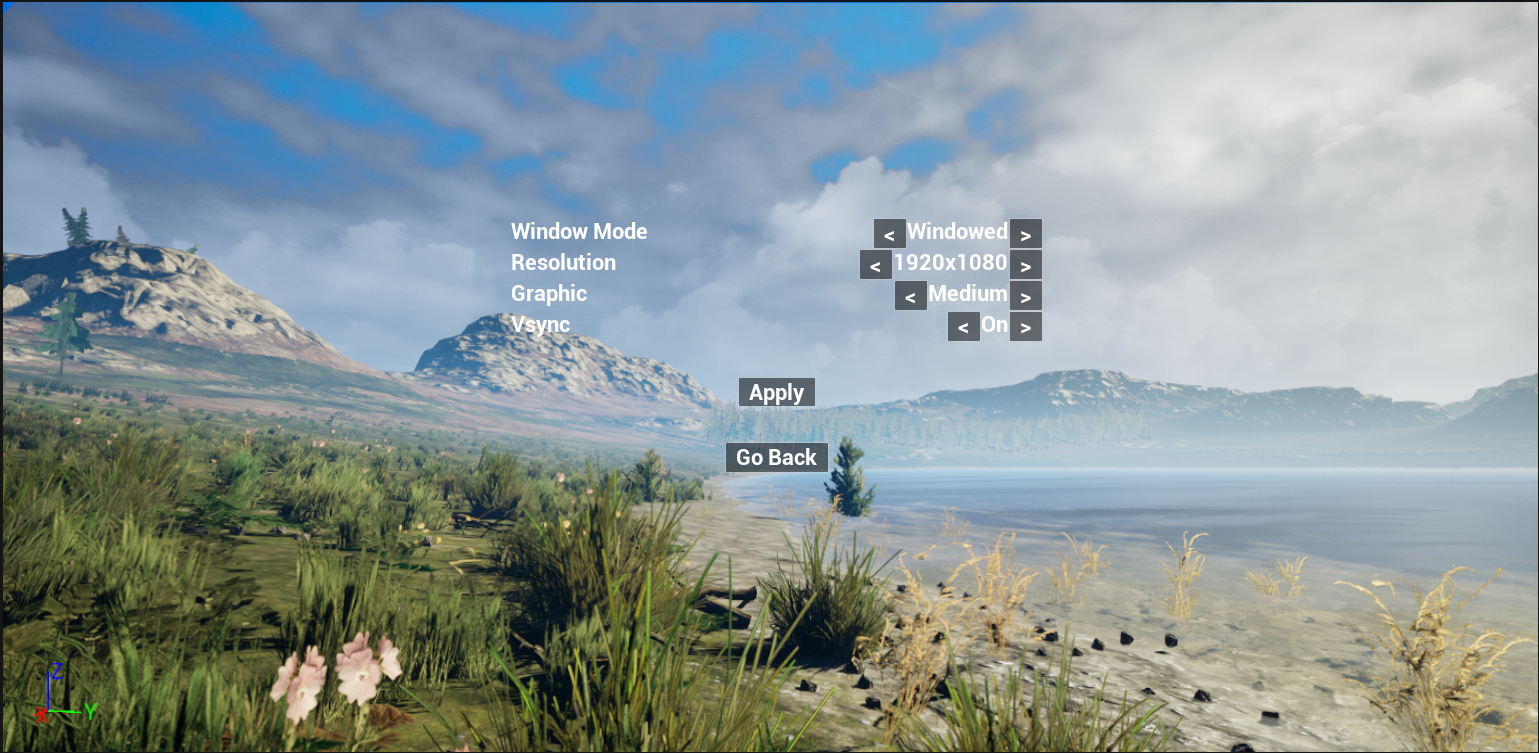 Window Mode < Windowed >
Resolution < 1920x1080 >
Graphic < Medium >
Vsync < On >
Apply
Go Back
Z
X Y